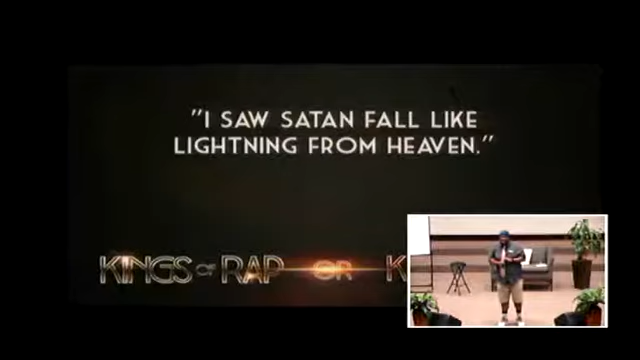 "I SAW SATAN FALL LIKE
LIGHTNING FROM HEAVEN."
KINGS OF RAP OR K